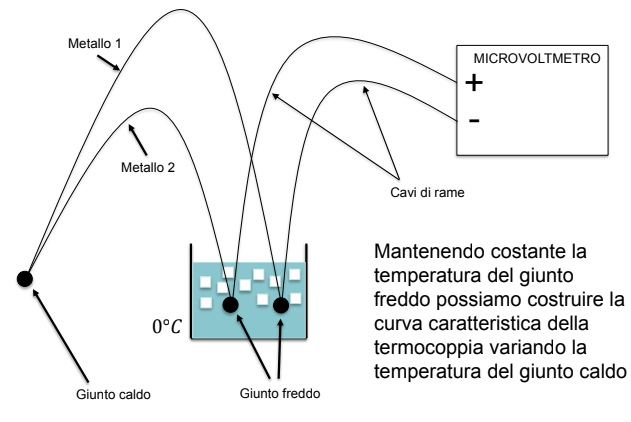 Metallo 1
MICROVOLTMETRO
+
-
Metallo 2
Cavi di rame
Mantenendo costante la
temperatura del giunto
freddo possiamo costruire la
curva caratteristica della
termocoppia variando la
temperatura del giunto caldo
0°C
Giunto caldo
Giunto freddo